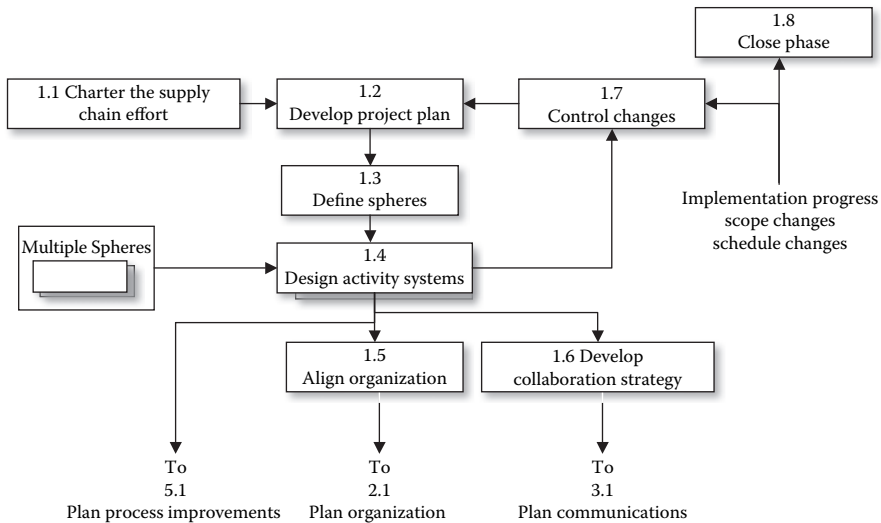 1.8
Close phase
1.1 Charter the supply
chain effort
1.2
Develop project plan
1.7
Control changes
1.3
Define spheres
Implementation progress
scope changes
schedule changes
Multiple Spheres
1.4
Design activity systems
1.5
Align organization
1.6 Develop
collaboration strategy
To
5.1
Plan process improvements
To
2.1
Plan organization
To
3.1
Plan communications